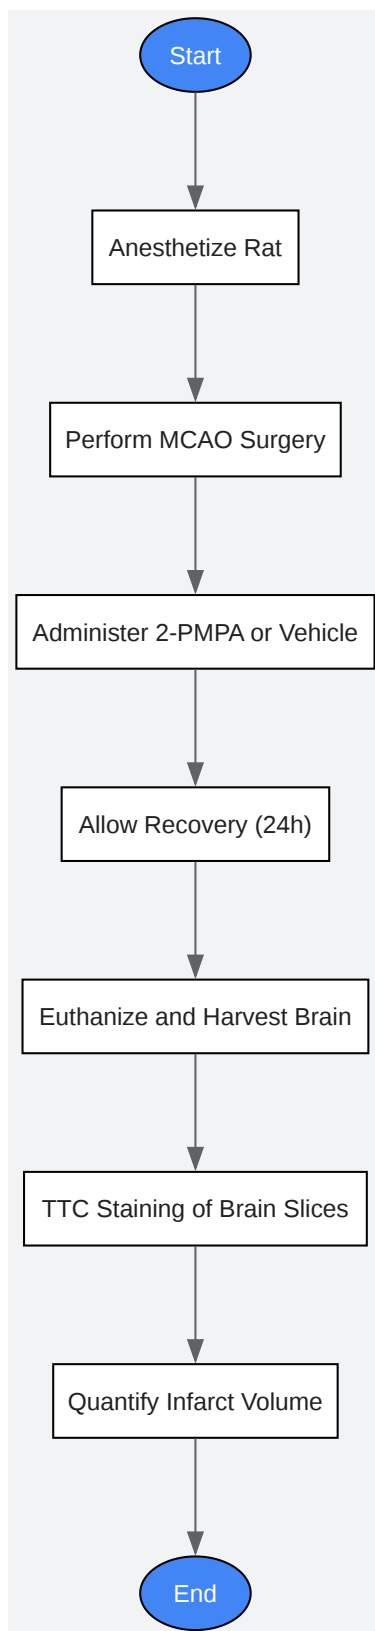 Start
Anesthetize Rat
Perform MCAO Surgery
Administer 2-PMPA or Vehicle
Allow Recovery (24h)
Euthanize and Harvest Brain
TTC Staining of Brain Slices
Quantify Infarct Volume
End